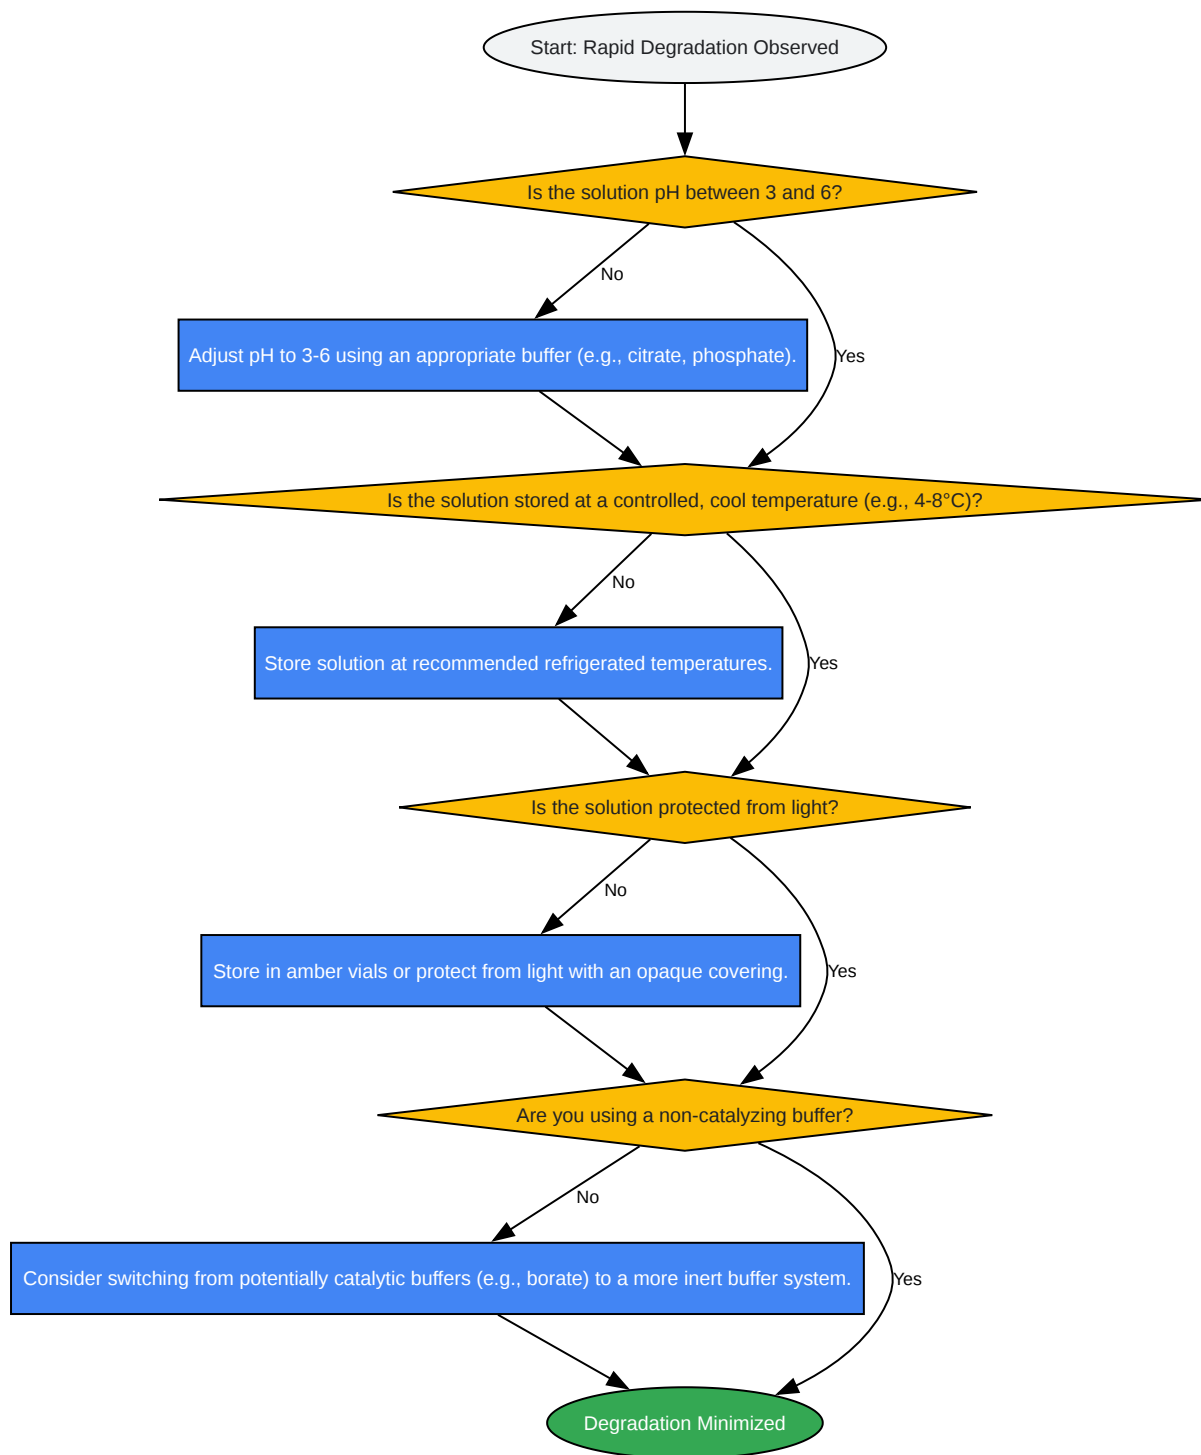 Start: Rapid Degradation Observed
Is the solution pH between 3 and 6?
No
Adjust pH to 3-6 using an appropriate buffer (e.g., citrate, phosphate).
Yes
Is the solution stored at a controlled, cool temperature (e.g., 4-8°C)?
No
Store solution at recommended refrigerated temperatures.
Yes
Is the solution protected from light?
No
Store in amber vials or protect from light with an opaque covering.
Yes
Are you using a non-catalyzing buffer?
No
Consider switching from potentially catalytic buffers (e.g., borate) to a more inert buffer system.
Yes
Degradation Minimized